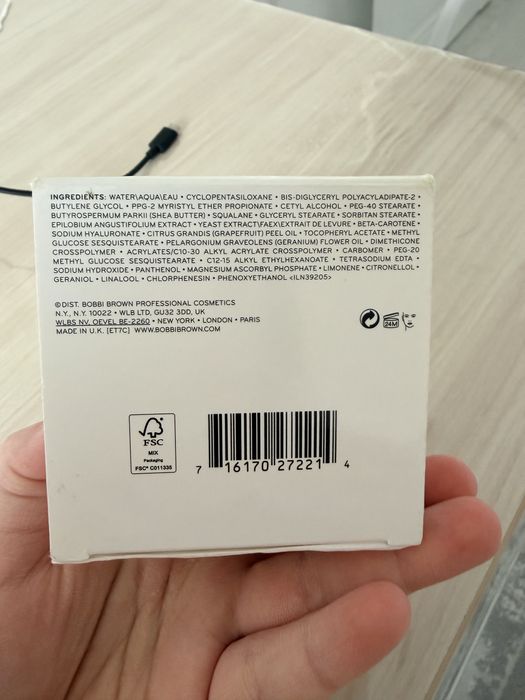 INGREDIENTS: WATER\AQUA\EAU • CYCLOPENTASILOXANE • BIS-DIGLYCERYL POLYACYLADIPATE-2 •
BUTYLENE GLYCOL • PPG-2 MYRISTYL ETHER PROPIONATE • CETYL ALCOHOL • PEG-40 STEARATE •
BUTYROSPERMUM PARKII (SHEA BUTTER) • SQUALANE • GLYCERYL STEARATE • SORBITAN STEARATE •
EPILOBIUM ANGUSTIFOLIUM EXTRACT • YEAST EXTRACT\FAEX\EXTRAIT DE LEVURE • BETA-CAROTENE •
SODIUM HYALURONATE • CITRUS GRANDIS (GRAPEFRUIT) PEEL OIL • TOCOPHERYL ACETATE • METHYL
GLUCOSE SESQUISTEARATE • PELARGONIUM GRAVEOLENS (GERANIUM) FLOWER OIL • DIMETHICONE
CROSSPOLYMER • ACRYLATES/C10-30 ALKYL ACRYLATE CROSSPOLYMER • CARBOMER • PEG-20
METHYL GLUCOSE SESQUISTEARATE • C12-15 ALKYL ETHYLHEXANOATE • TETRASODIUM EDTA •
SODIUM HYDROXIDE • PANTHENOL • MAGNESIUM ASCORBYL PHOSPHATE • LIMONENE • CITRONELLOL •
GERANIOL • LINALOOL • CHLORPHENESIN • PHENOXYETHANOL <ILN39205>
©DIST. BOBBI BROWN PROFESSIONAL COSMETICS
N.Y., N.Y. 10022 • WLB LTD, GU32 3DD, UK
WLBS NV, OEVEL BE-2260 • NEW YORK • LONDON • PARIS
MADE IN U.K. [ET7C] WWW.BOBBIBROWN.COM
24M
FSC
MIX
Packaging
FSC® C011335
7 16170 27221 4